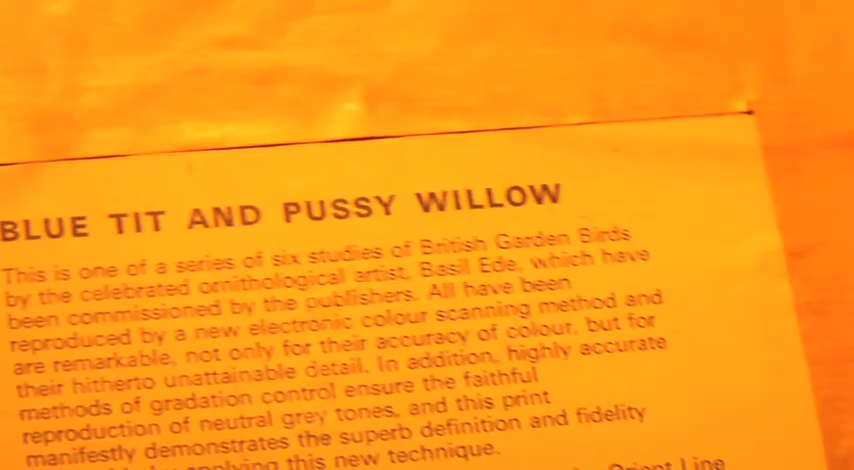 BLUE TIT AND PUSSY WILLOW
This is one of a series of six studies of British Garden Birds
by the celebrated ornithological artist, Basil Ede, which have
been commissioned by the publishers. All have been
reproduced by a new electronic colour scanning method and
are remarkable, not only for their accuracy of colour, but for
their hitherto unattainable detail. In addition, highly accurate
methods of gradation control ensure the faithful
reproduction of neutral grey tones, and this print
manifestly demonstrates the superb definition and fidelity
by applying this new technique.
Orient Line